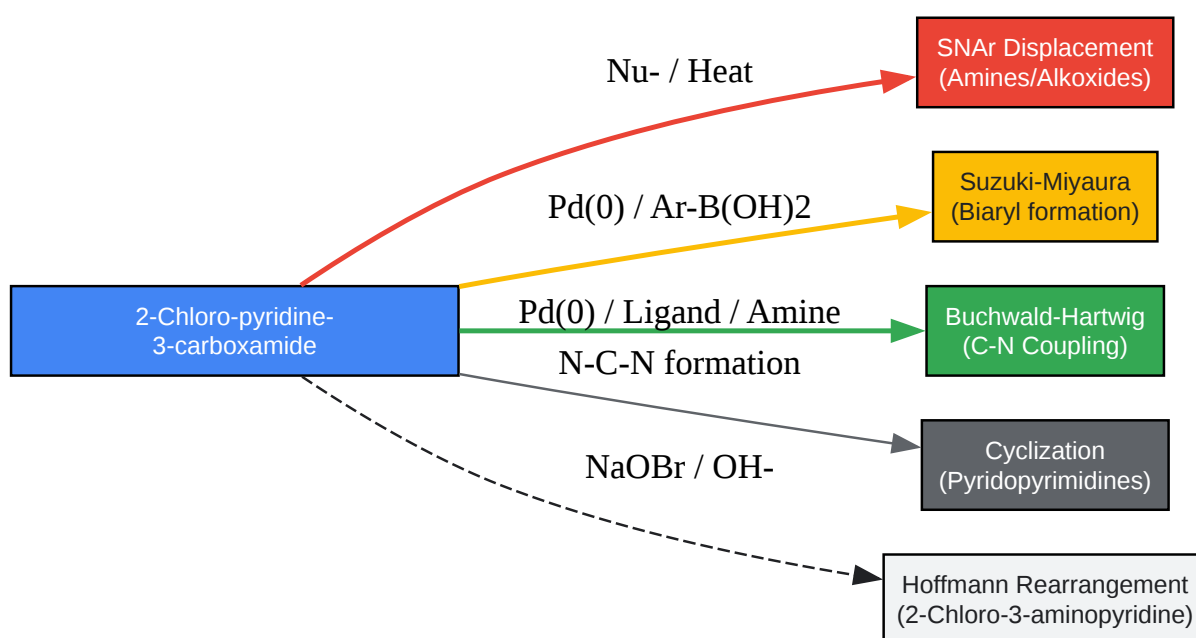 SNAr Displacement
(Amines/Alkoxides)
Nu- / Heat
Suzuki-Miyaura
(Biaryl formation)
Pd(0) / Ar-B(OH)2
2-Chloro-pyridine-
3-carboxamide
Pd(0) / Ligand / Amine
Buchwald-Hartwig
(C-N Coupling)
N-C-N formation
Cyclization
(Pyridopyrimidines)
NaOBr / OH-
Hoffmann Rearrangement
(2-Chloro-3-aminopyridine)